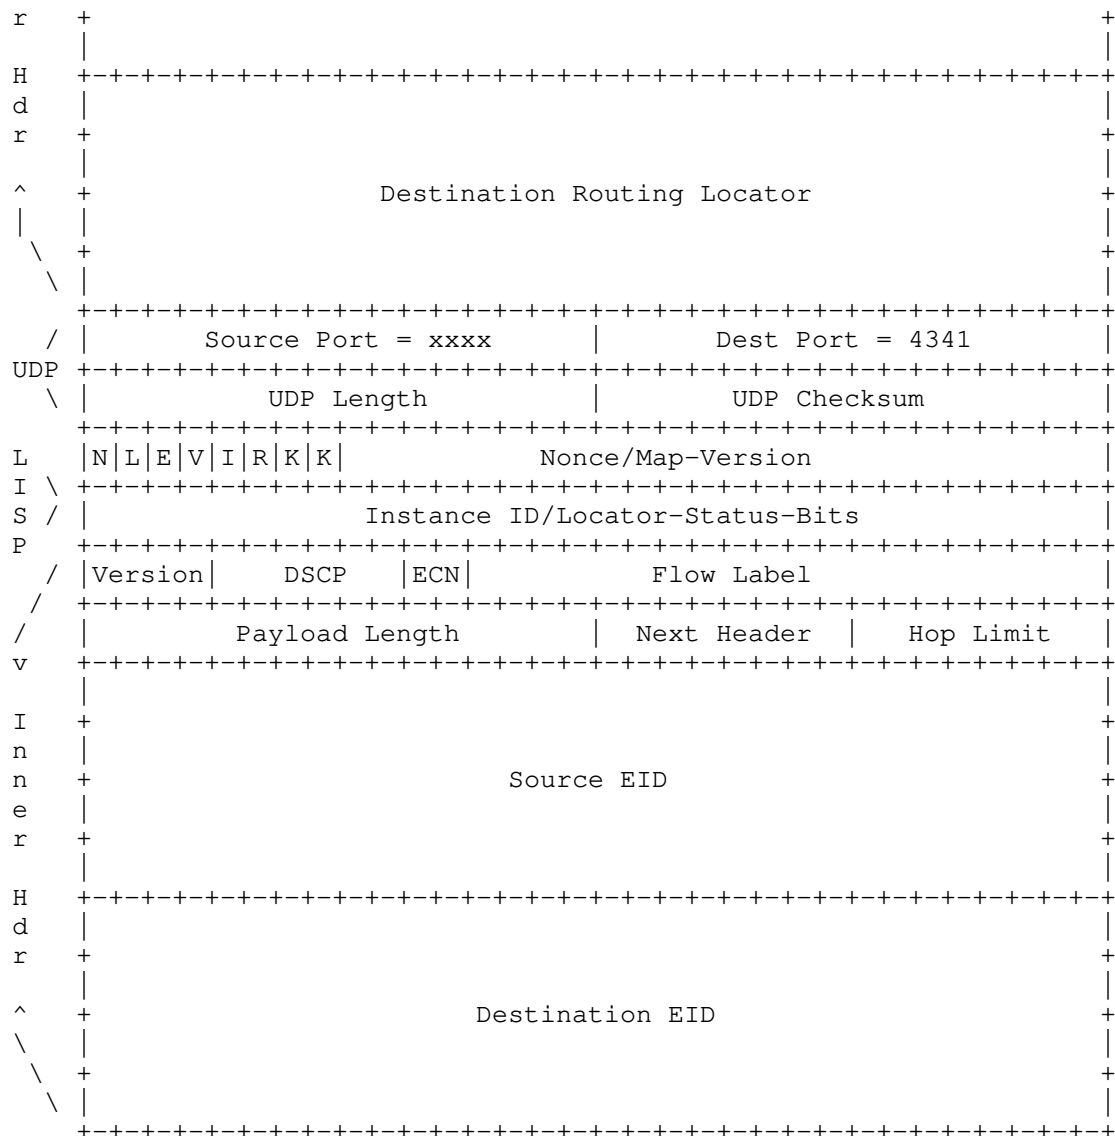 r   +                                                               +
    |                                                               |
H   +-+-+-+-+-+-+-+-+-+-+-+-+-+-+-+-+-+-+-+-+-+-+-+-+-+-+-+-+-+-+-+-+
d   |                                                               |
r   +                                                               +
    |                                                               |
^   +                  Destination Routing Locator                  +
|   |                                                               |
 \  +                                                               +
  \ |                                                               |
    +-+-+-+-+-+-+-+-+-+-+-+-+-+-+-+-+-+-+-+-+-+-+-+-+-+-+-+-+-+-+-+-+
  / |       Source Port = xxxx      |       Dest Port = 4341        |
UDP +-+-+-+-+-+-+-+-+-+-+-+-+-+-+-+-+-+-+-+-+-+-+-+-+-+-+-+-+-+-+-+-+
  \ |           UDP Length          |        UDP Checksum           |
    +-+-+-+-+-+-+-+-+-+-+-+-+-+-+-+-+-+-+-+-+-+-+-+-+-+-+-+-+-+-+-+-+
L   |N|L|E|V|I|R|K|K|            Nonce/Map-Version                  |
I \ +-+-+-+-+-+-+-+-+-+-+-+-+-+-+-+-+-+-+-+-+-+-+-+-+-+-+-+-+-+-+-+-+
S / |                 Instance ID/Locator-Status-Bits               |
P   +-+-+-+-+-+-+-+-+-+-+-+-+-+-+-+-+-+-+-+-+-+-+-+-+-+-+-+-+-+-+-+-+
  / |Version|    DSCP   |ECN|           Flow Label                  |
 /  +-+-+-+-+-+-+-+-+-+-+-+-+-+-+-+-+-+-+-+-+-+-+-+-+-+-+-+-+-+-+-+-+
/   |         Payload Length        |  Next Header  |   Hop Limit   |
v   +-+-+-+-+-+-+-+-+-+-+-+-+-+-+-+-+-+-+-+-+-+-+-+-+-+-+-+-+-+-+-+-+
    |                                                               |
I   +                                                               +
n   |                                                               |
n   +                          Source EID                           +
e   |                                                               |
r   +                                                               +
    |                                                               |
H   +-+-+-+-+-+-+-+-+-+-+-+-+-+-+-+-+-+-+-+-+-+-+-+-+-+-+-+-+-+-+-+-+
d   |                                                               |
r   +                                                               +
    |                                                               |
^   +                        Destination EID                        +
\   |                                                               |
 \  +                                                               +
  \ |                                                               |
    +-+-+-+-+-+-+-+-+-+-+-+-+-+-+-+-+-+-+-+-+-+-+-+-+-+-+-+-+-+-+-+-+